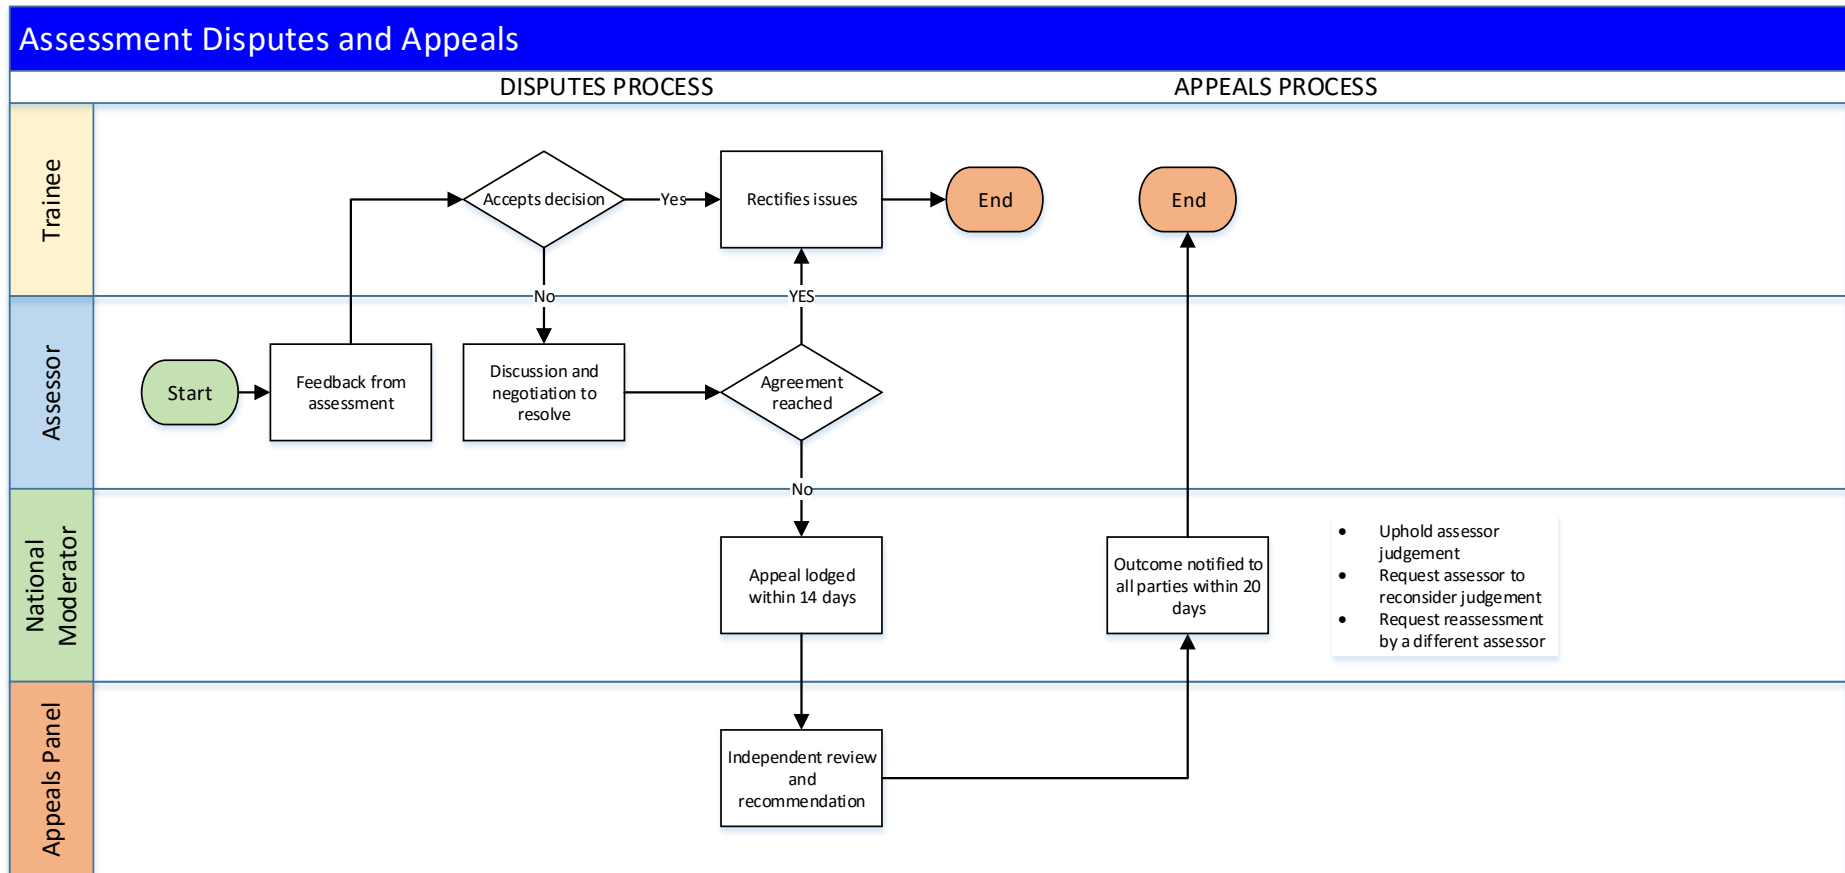 Assessment Disputes and Appeals
DISPUTES PROCESS
APPEALS PROCESS
Trainee
Accepts decision
Yes
Rectifies issues
End
End
No
YES
Assessor
Start
Feedback from
assessment
Discussion and
negotiation to
resolve
Agreement
reached
No
National
Moderator
Appeal lodged
within 14 days
Outcome notified to
all parties within 20
days
• Uphold assessor
judgement
• Request assessor to
reconsider judgement
• Request reassessment
by a different assessor
Appeals Panel
Independent review
and
recommendation